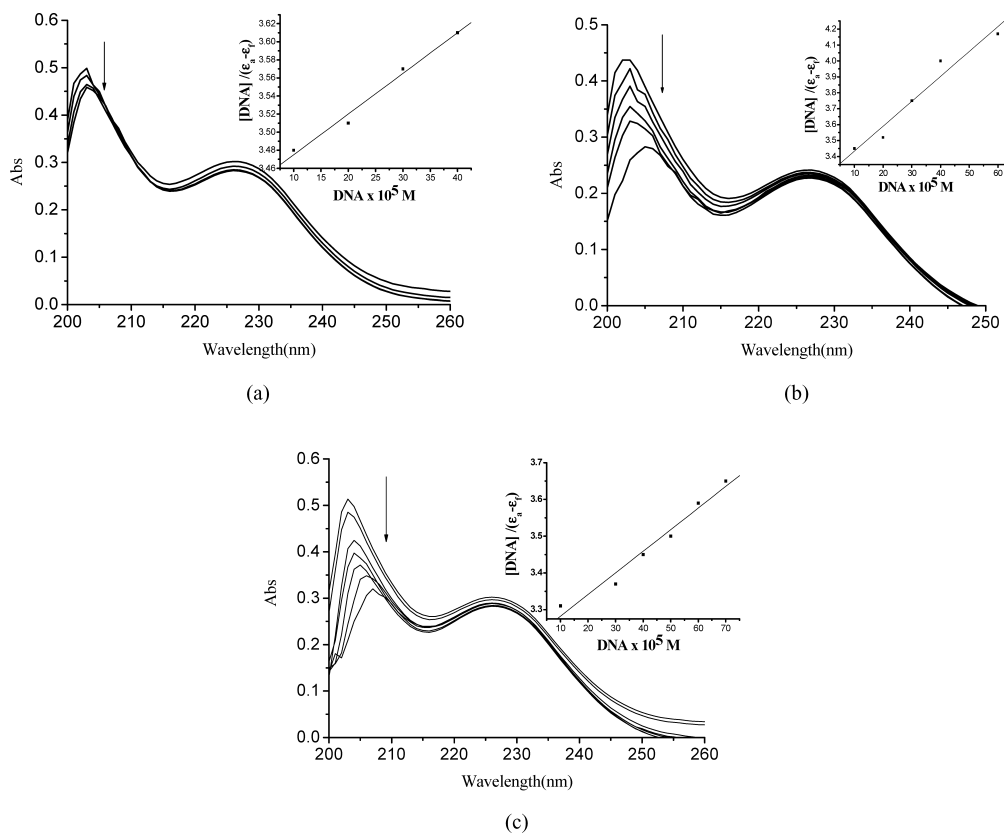 0.6
0.5
0.4
0.3
0.2
0.1
0.0
Abs
200 210 220 230 240 250 260
Wavelength(nm)
3.62
3.60
3.58
3.56
3.54
3.52
3.50
3.48
3.46
[DNA] /(εa-εf)
10 15 20 25 30 35 40
DNA x 10⁵ M
(a)
0.5
0.4
0.3
0.2
0.1
0.0
Abs
200 210 220 230 240 250
Wavelength(nm)
4.2
4.1
4.0
3.9
3.8
3.7
3.6
3.5
3.4
[DNA] /(εa-εf)
10 20 30 40 50 60
DNA x 10⁵ M
(b)
0.6
0.5
0.4
0.3
0.2
0.1
0.0
Abs
200 210 220 230 240 250 260
Wavelength(nm)
3.7
3.6
3.5
3.4
3.3
[DNA] /(εa-εf)
10 20 30 40 50 60 70
DNA x 10⁵ M
(c)